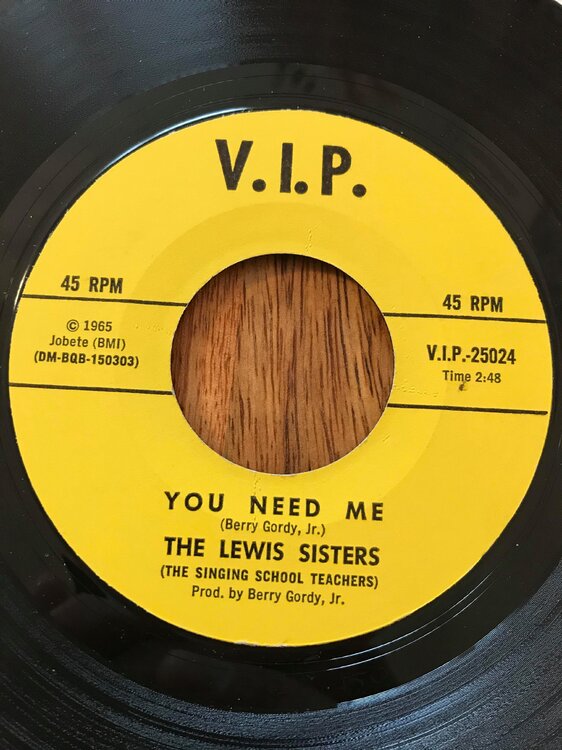 V.I.P.
45 RPM
© 1965
Jobete (BMI)
(DM-BQB-150303)
45 RPM
V.I.P.-25024
Time 2:48
YOU NEED ME
(Berry Gordy, Jr.)
THE LEWIS SISTERS
(THE SINGING SCHOOL TEACHERS)
Prod. by Berry Gordy, Jr.